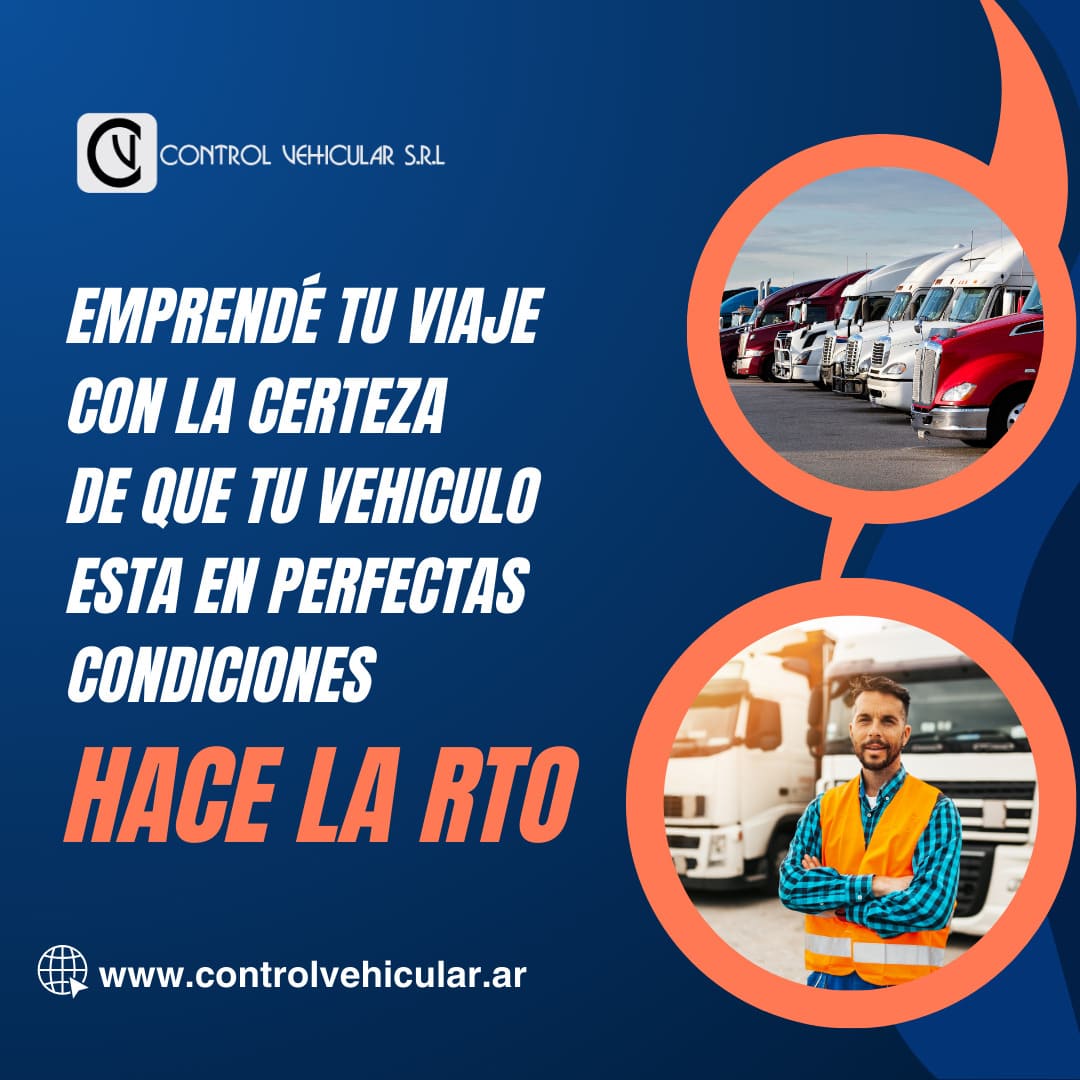 CV
CONTROL VEHICULAR S.R.L
EMPRENDÉ TU VIAJE
CON LA CERTEZA
DE QUE TU VEHICULO
ESTA EN PERFECTAS
CONDICIONES
HACE LA RTO
www.controlvehicular.ar